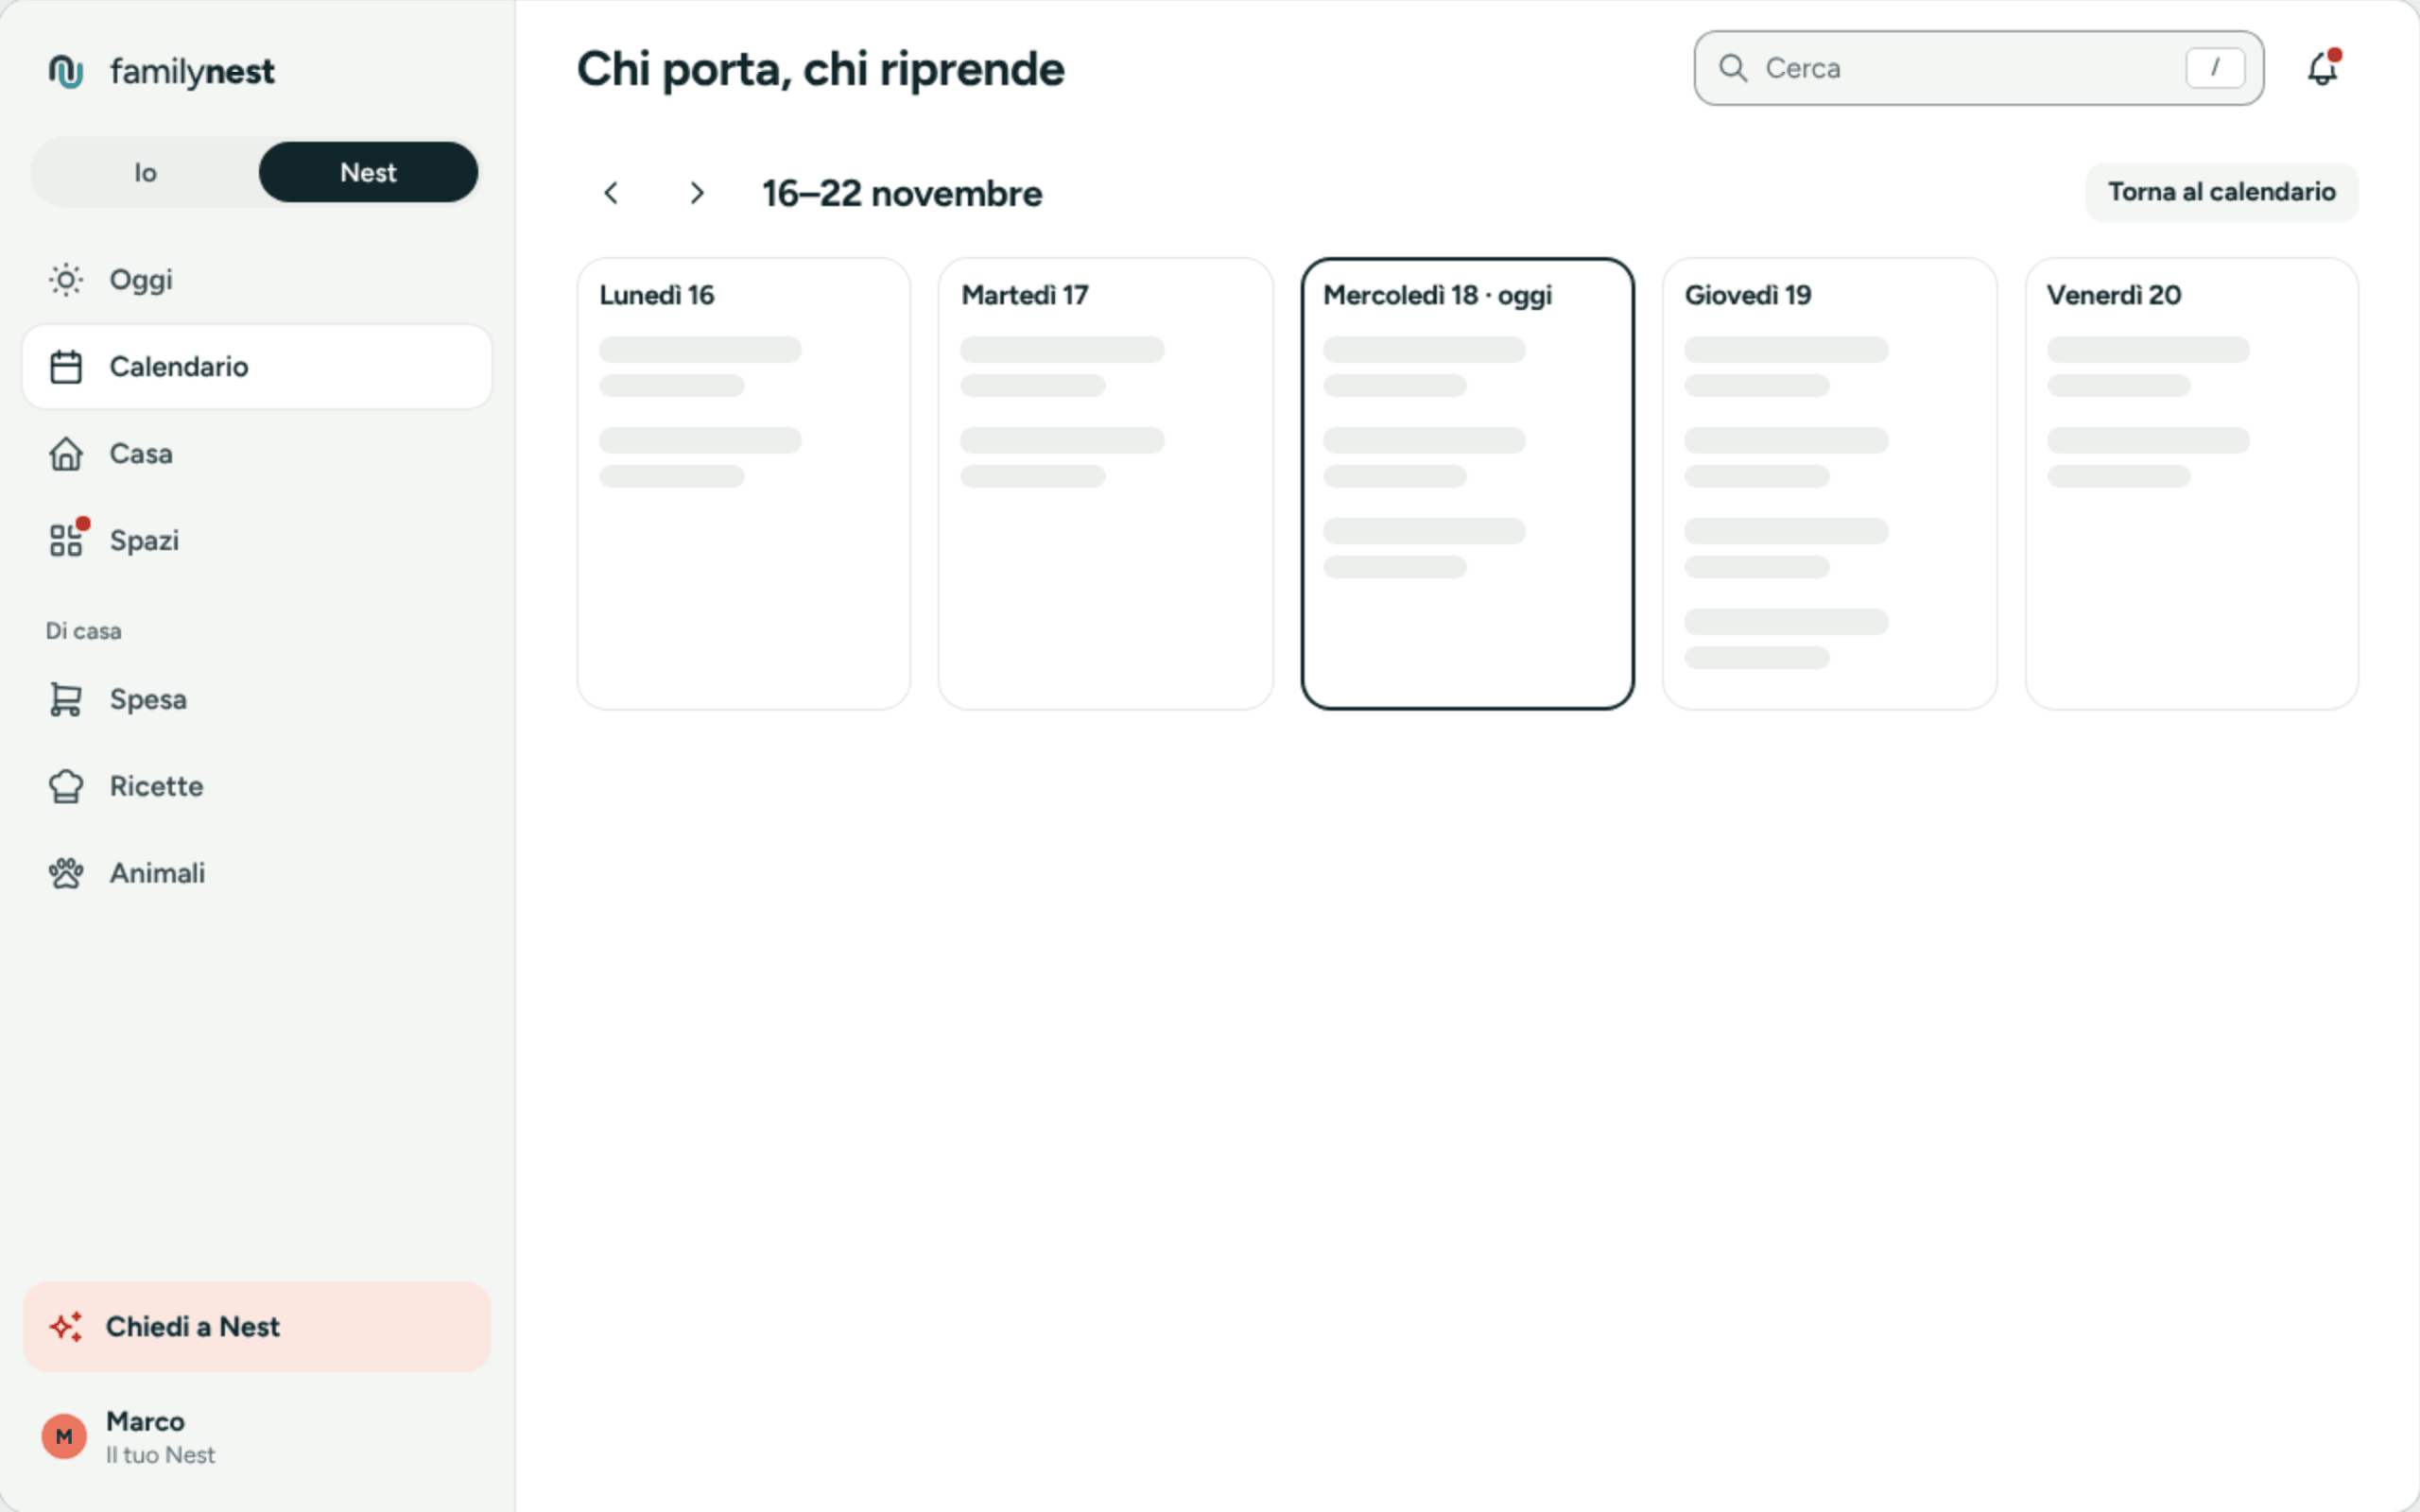 familynest
Io
Nest
Oggi
Calendario
Casa
Spazi
Di casa
Spesa
Ricette
Animali
Chiedi a Nest
M
Marco
Il tuo Nest
Chi porta, chi riprende
Cerca
/
16–22 novembre
Torna al calendario
Lunedì 16
Martedì 17
Mercoledì 18 · oggi
Giovedì 19
Venerdì 20